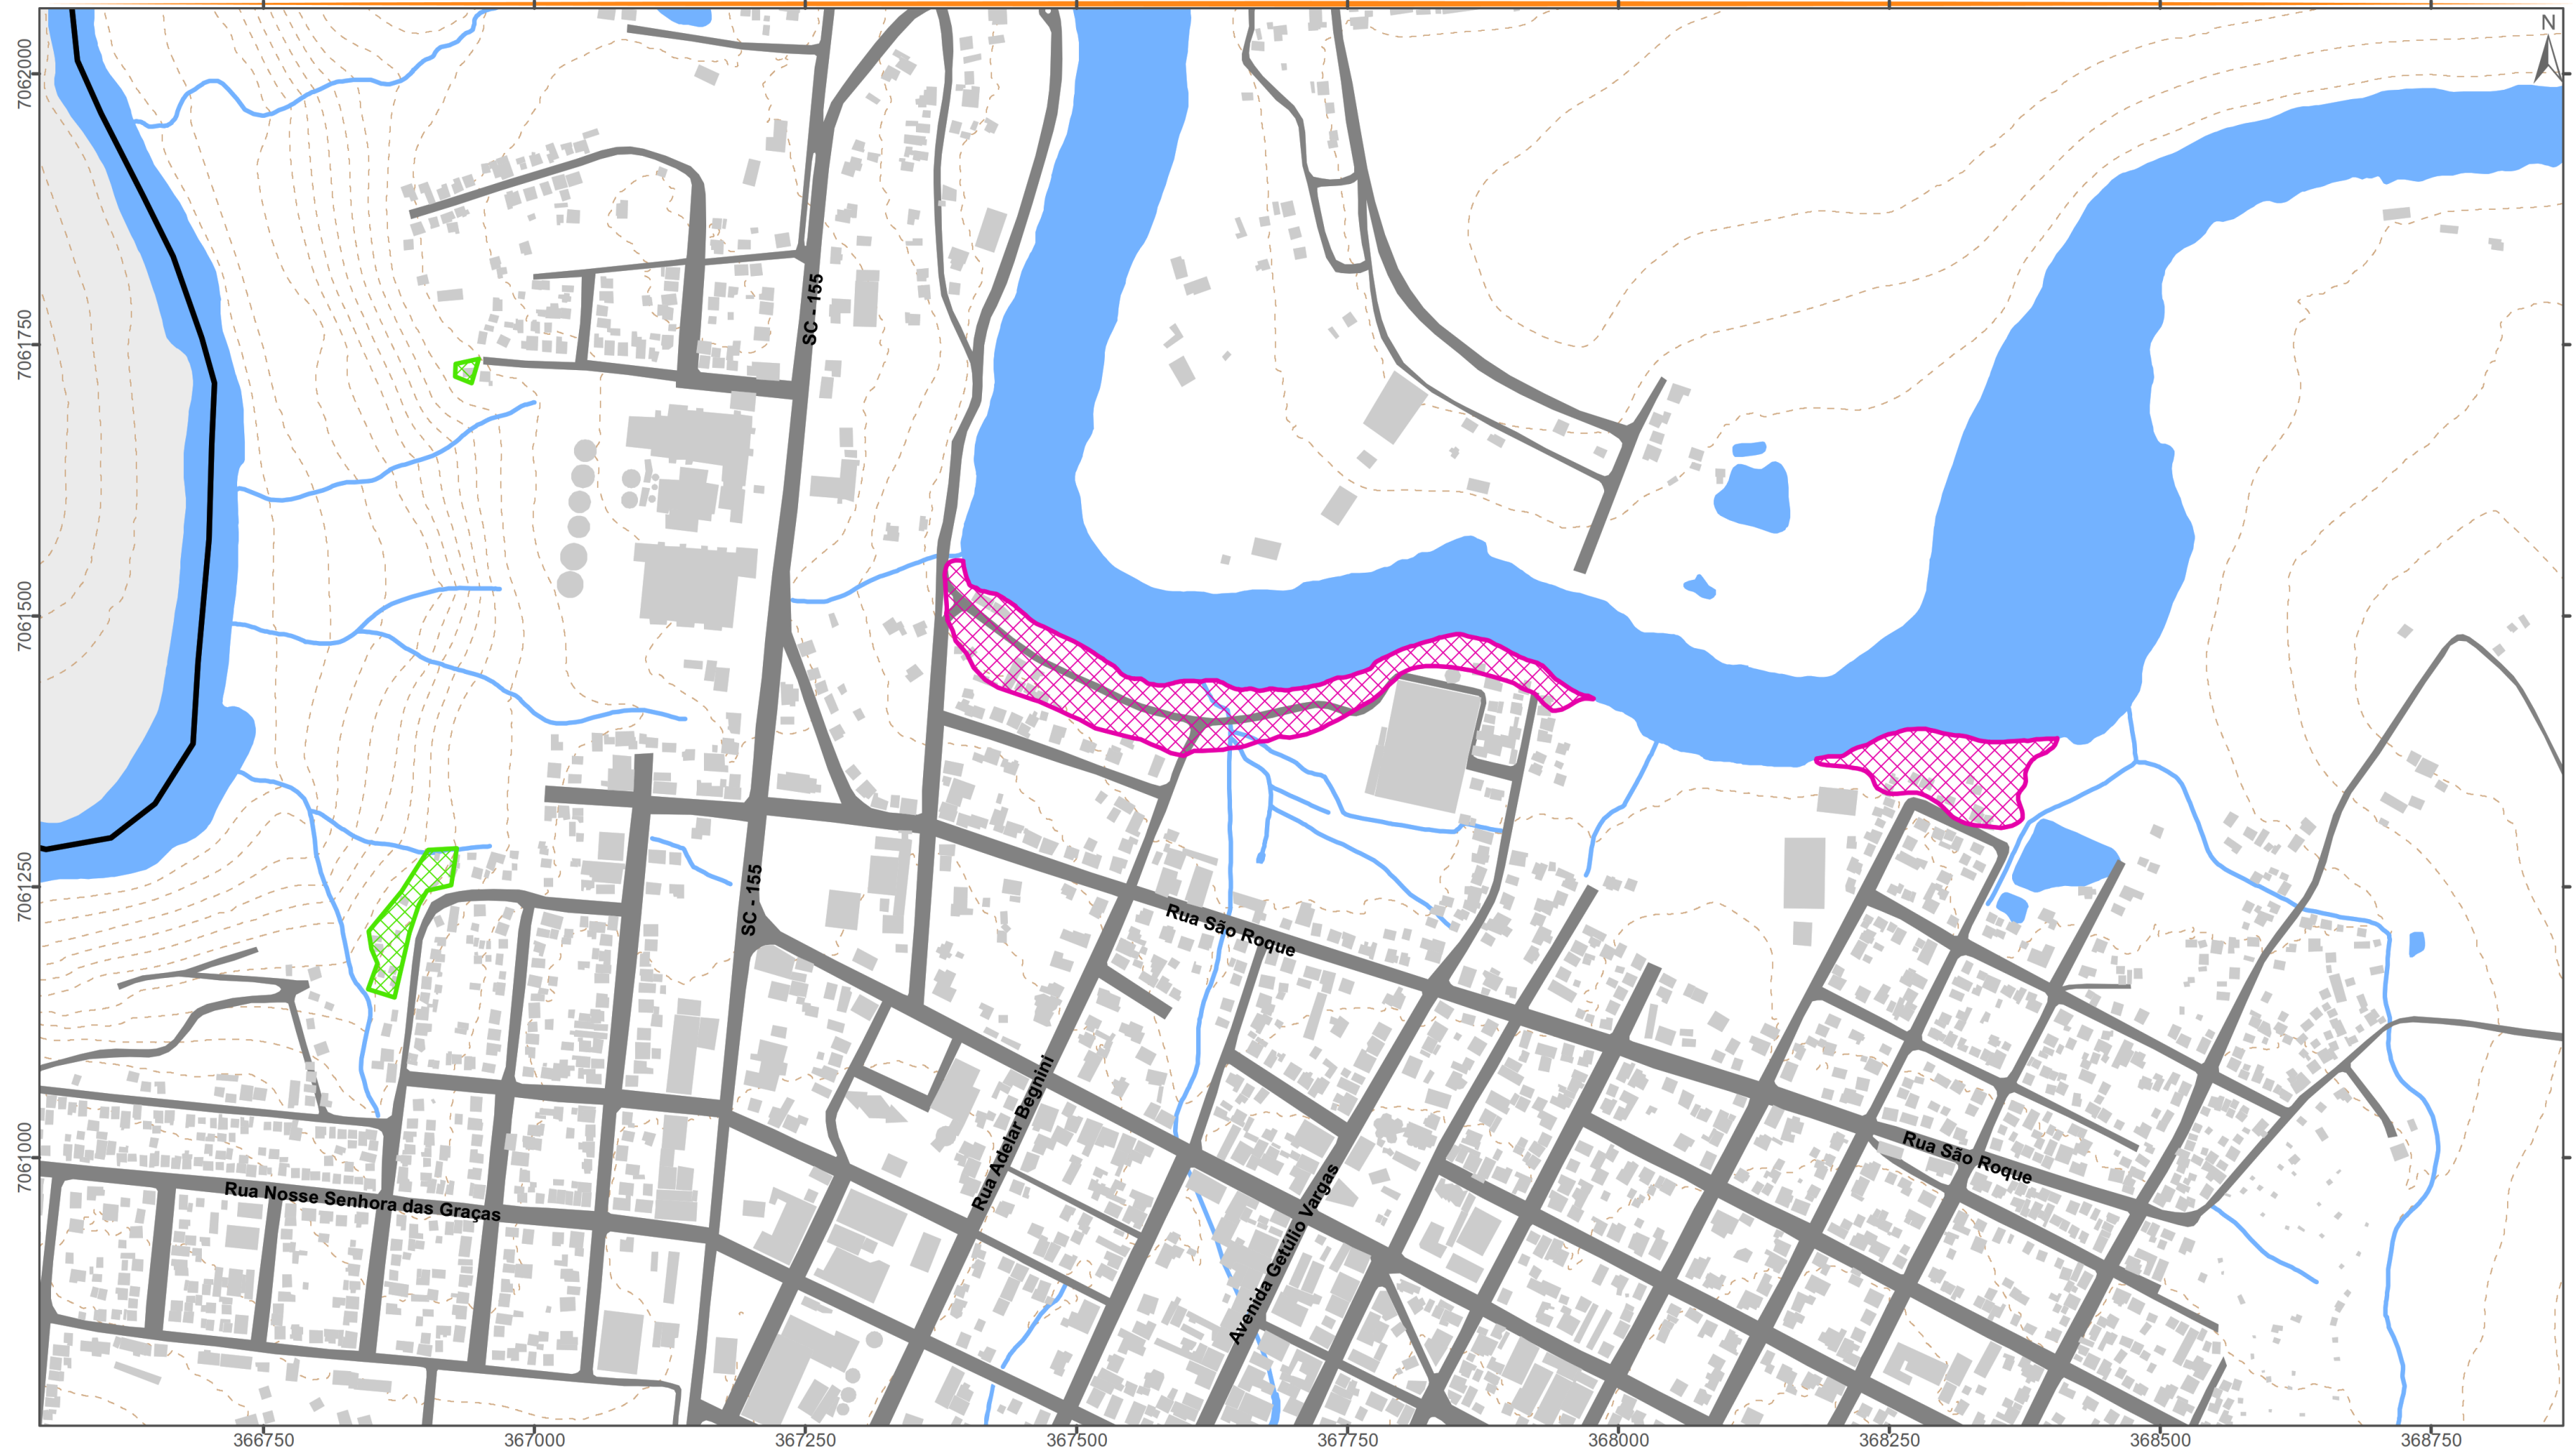 N
7062000
7061750
7061500
7061250
7061000
SC - 155
SC - 155
Rua São Roque
Rua São Roque
Rua Adelar Begnini
Avenida Getúlio Vargas
Rua Nosse Senhora das Graças
366750
367000
367250
367500
367750
368000
368250
368500
368750